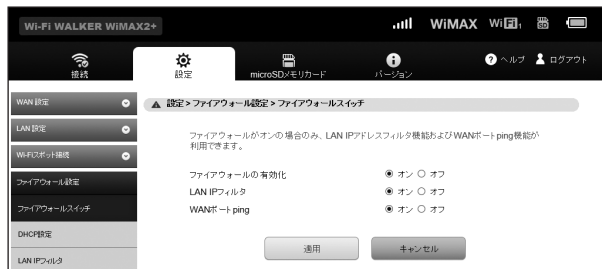 Wi-Fi WALKER WiMAX2+
WiMAX Wi Fi 1 SD
接続
設定
microSDメモリカード
バージョン
ヘルプ
ログアウト
WAN 設定
LAN 設定
Wi-Fiスポット接続
ファイアウォール設定
ファイアウォールスイッチ
DHCP設定
LAN IPフィルタ
設定 > ファイアウォール設定 > ファイアウォールスイッチ
ファイアウォールがオンの場合のみ、LAN IPアドレスフィルタ機能およびWANポートping機能が
利用できます。
ファイアウォールの有効化 オン オフ
LAN IPフィルタ オン オフ
WANポートping オン オフ
適用 キャンセル